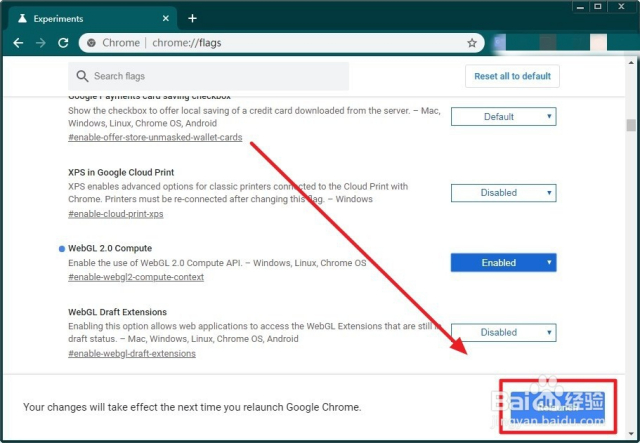 Experiments
Chrome | chrome://flags
Search flags
Reset all to default
Google Payments card saving checkbox
Show the checkbox to offer local saving of a credit card downloaded from the server. – Mac,
Windows, Linux, Chrome OS, Android
#enable-offer-store-unmasked-wallet-cards
Default
XPS in Google Cloud Print
XPS enables advanced options for classic printers connected to the Cloud Print with
Chrome. Printers must be re-connected after changing this flag. – Windows
#enable-cloud-print-xps
Disabled
WebGL 2.0 Compute
Enable the use of WebGL 2.0 Compute API. – Windows, Linux, Chrome OS
#enable-webgl2-compute-context
Enabled
WebGL Draft Extensions
Enabling this option allows web applications to access the WebGL Extensions that are still in
draft status. – Mac, Windows, Linux, Chrome OS, Android
#enable-webgl-draft-extensions
Disabled
Your changes will take effect the next time you relaunch Google Chrome.
Baidu 经验
jingyan.baidu.com